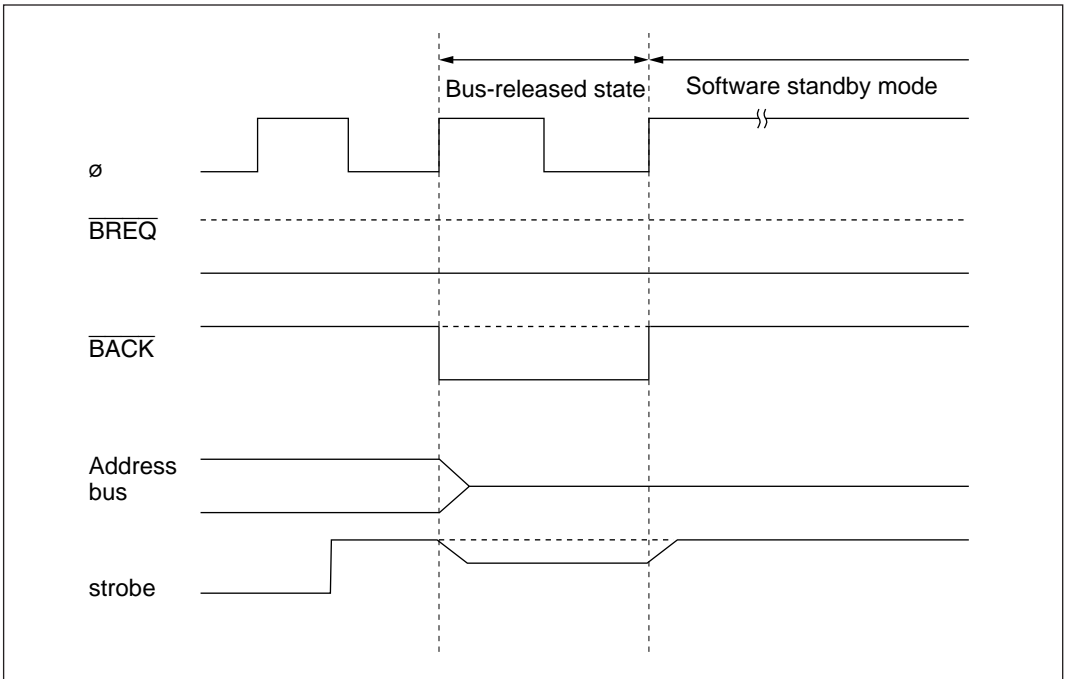 Bus-released state
Software standby mode
ø
BREQ
BACK
Address
bus
strobe